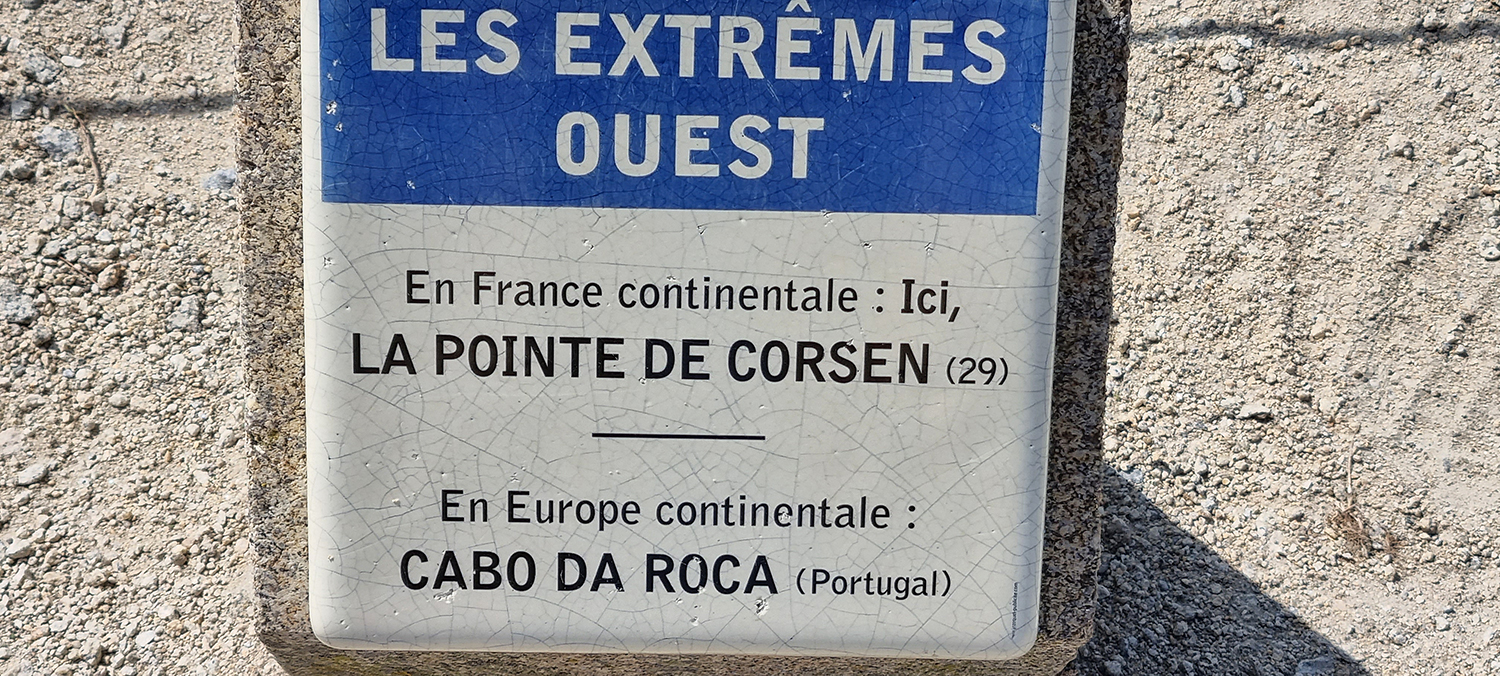 LES EXTRÊMES
OUEST
En France continentale : Ici,
LA POINTE DE CORSEN (29)
En Europe continentale :
CABO DA ROCA (Portugal)